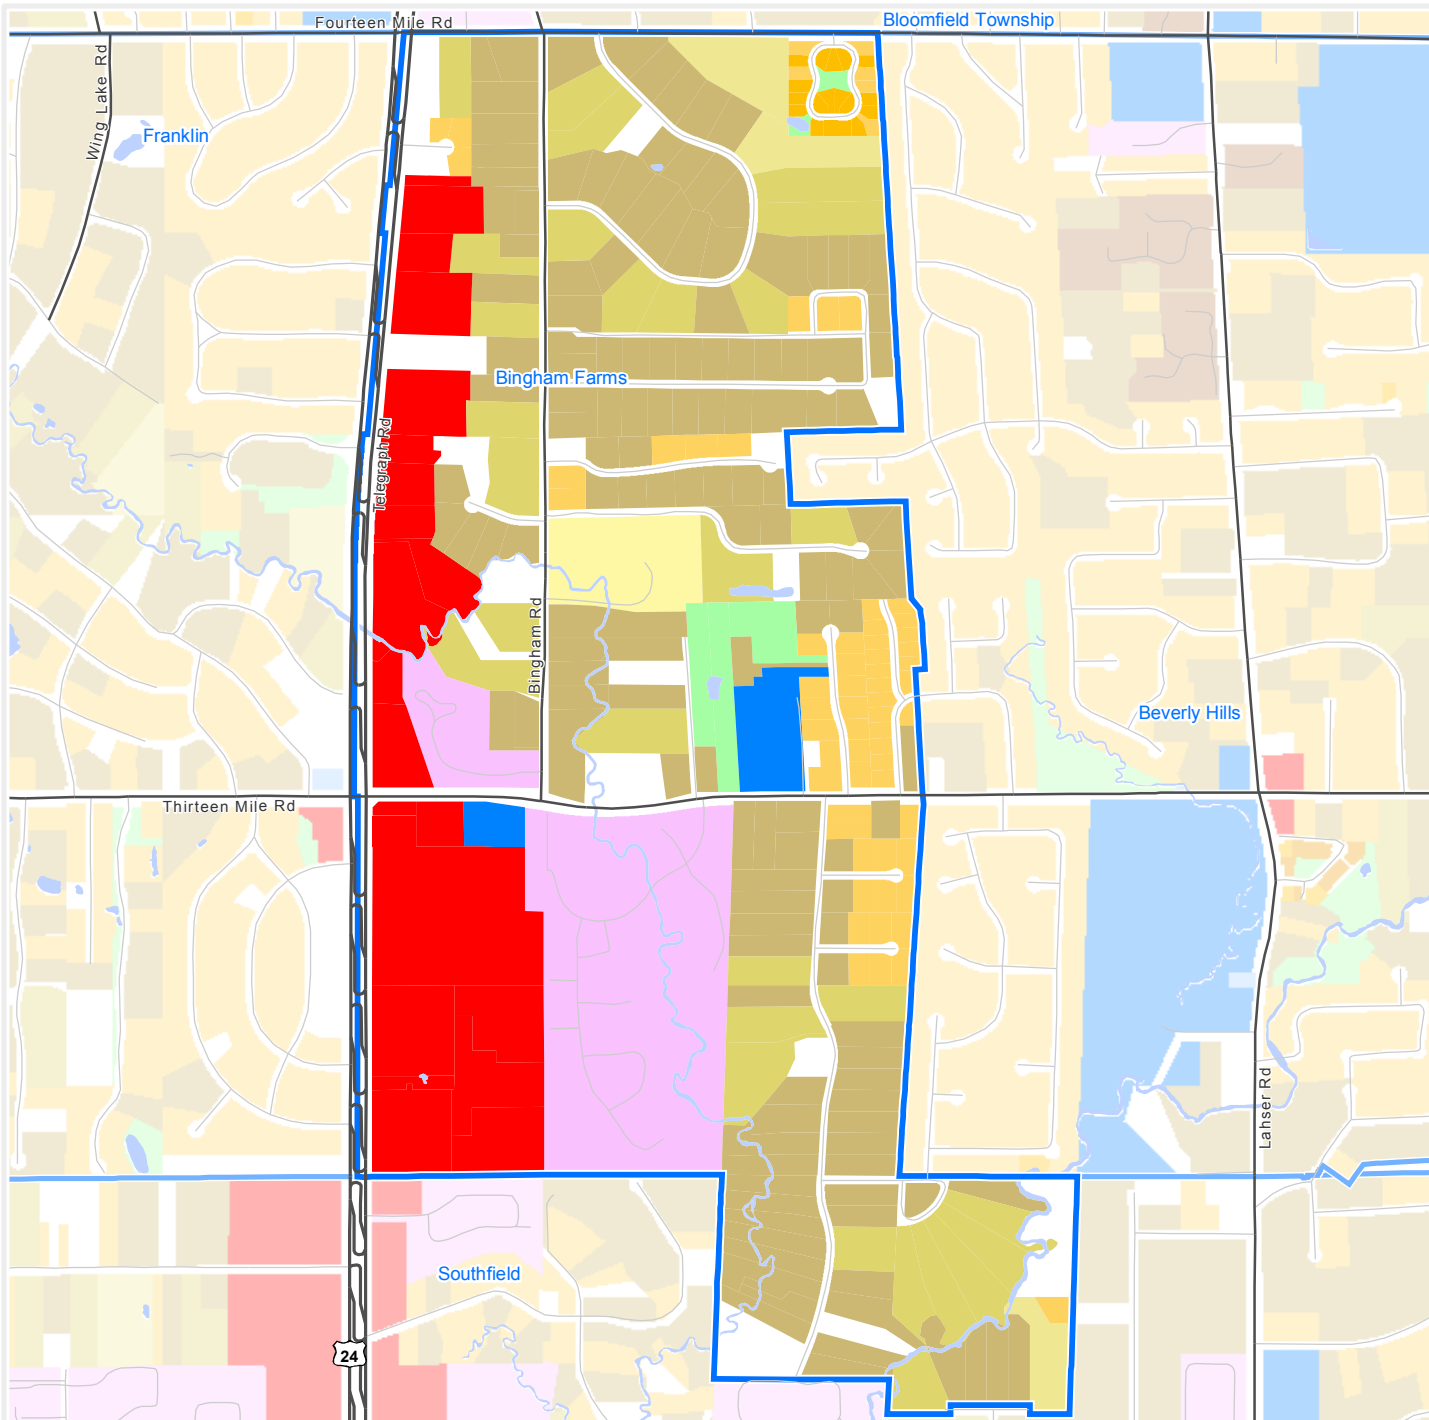 Fourteen Mile Rd
Bloomfield Township
Wing Lake Rd
Franklin
Bingham Farms
Telegraph Rd
Bingham Rd
Beverly Hills
Thirteen Mile Rd
Lahser Rd
Southfield
24